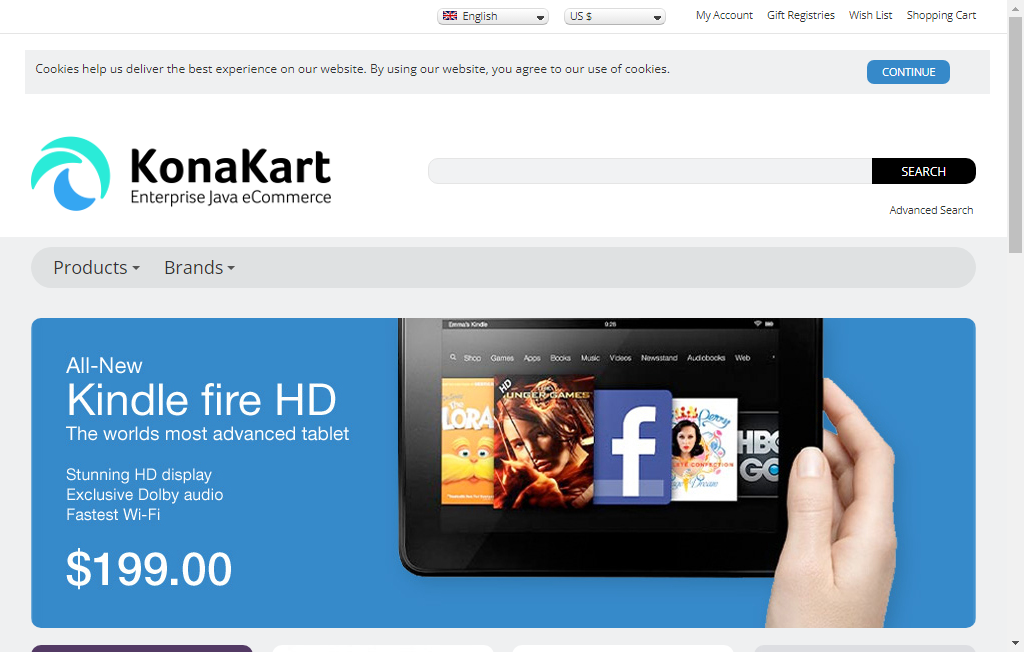 English
US $
My Account Gift Registries Wish List Shopping Cart
Cookies help us deliver the best experience on our website. By using our website, you agree to our use of cookies.
CONTINUE
KonaKart
Enterprise Java eCommerce
SEARCH
Advanced Search
Products Brands
All-New
Kindle fire HD
The worlds most advanced tablet
Stunning HD display
Exclusive Dolby audio
Fastest Wi-Fi
$199.00
Emma's Kindle 9:26
Shop Games Apps Books Music Videos Newsstand Audiobooks Web
LORA
HD
HUNGER GAMES
f
HBO
GO